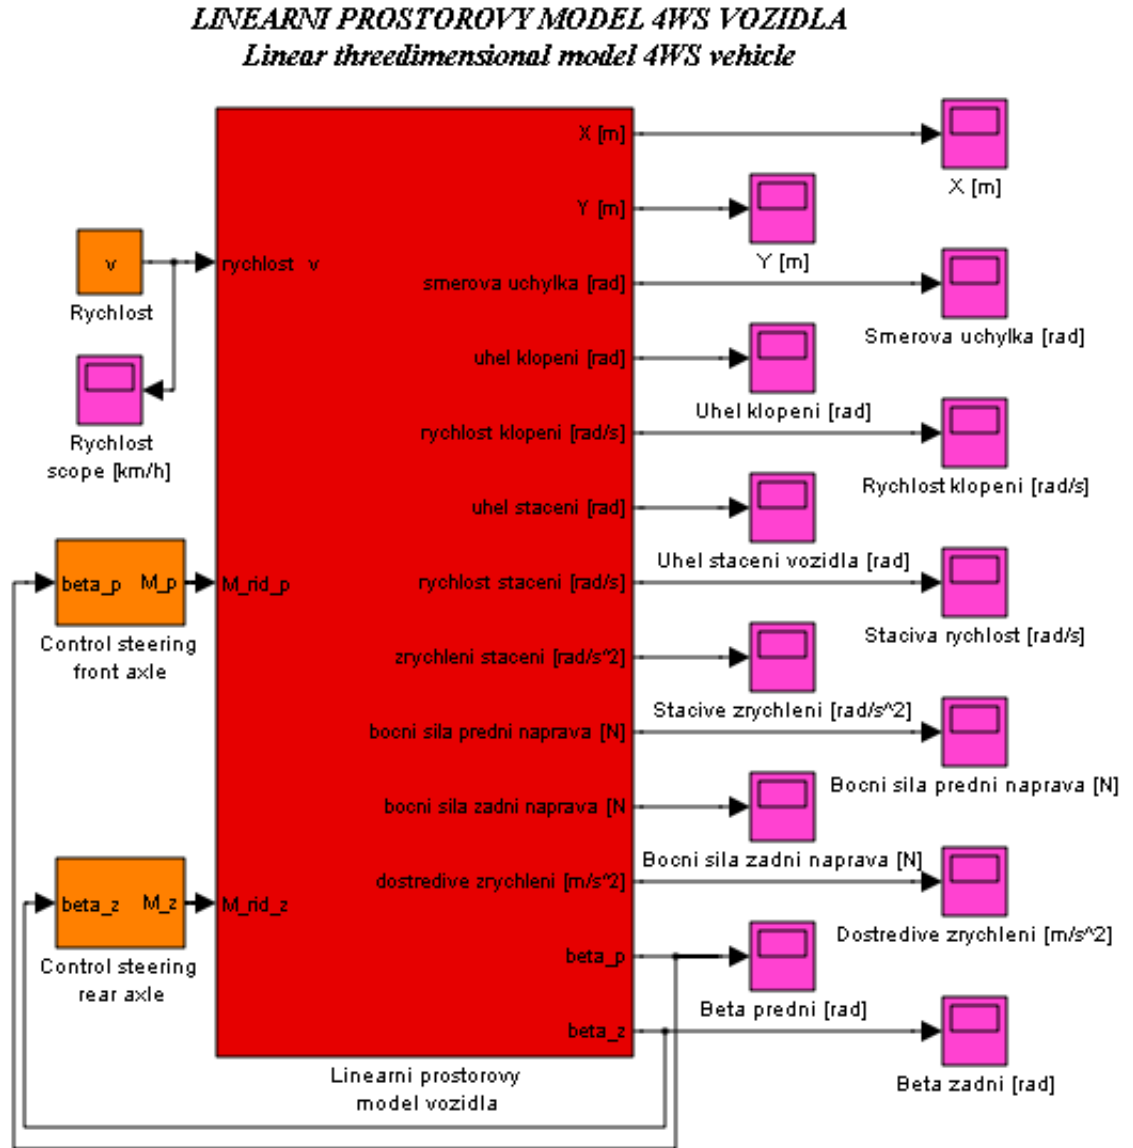 LINEARNI PROSTOROVY MODEL 4WS VOZIDLA
Linear threedimensional model 4WS vehicle
X [m]
X [m]
Y [m]
Y [m]
v
Rychlost
rychlost v
smerova uchylka [rad]
Smerova uchylka [rad]
uhel klopeni [rad]
Uhel klopeni [rad]
Rychlost
scope [km/h]
rychlost klopeni [rad/s]
Rychlost klopeni [rad/s]
uhel staceni [rad]
Uhel staceni vozidla [rad]
beta_p
M_p
M_rid_p
Control steering
front axle
rychlost staceni [rad/s]
Staciva rychlost [rad/s]
zrychleni staceni [rad/s^2]
Stacive zrychleni [rad/s^2]
bocni sila predni naprava [N]
Bocni sila predni naprava [N]
bocni sila zadni naprava [N
Bocni sila zadni naprava [N]
beta_z
M_z
M_rid_z
Control steering
rear axle
dostredive zrychleni [m/s^2]
Dostredive zrychleni [m/s^2]
beta_p
Beta predni [rad]
beta_z
Beta zadni [rad]
Linearni prostorovy
model vozidla